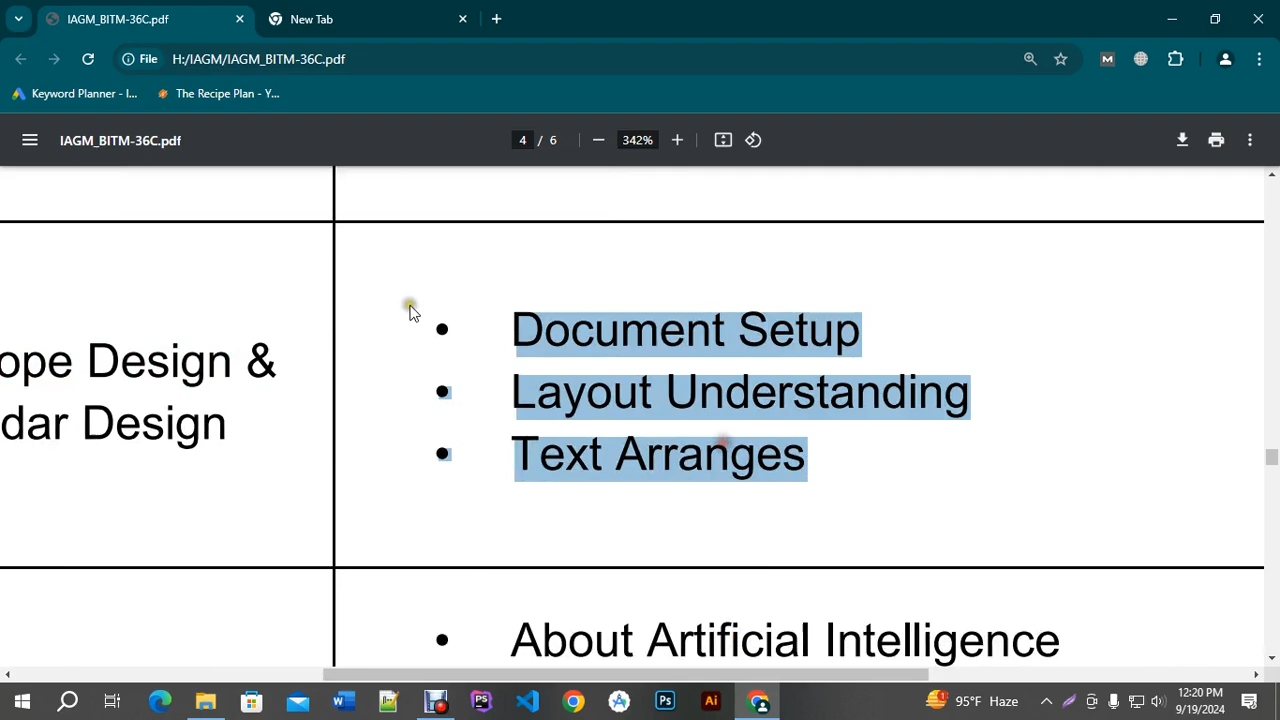 IAGM_BITM-36C.pdf
New Tab
File H:/IAGM/IAGM_BITM-36C.pdf
Keyword Planner - I...
The Recipe Plan - Y...
IAGM_BITM-36C.pdf
4 / 6
342%
ope Design &
dar Design
• Document Setup
• Layout Understanding
• Text Arranges
• About Artificial Intelligence
95°F Haze
12:20 PM
9/19/2024